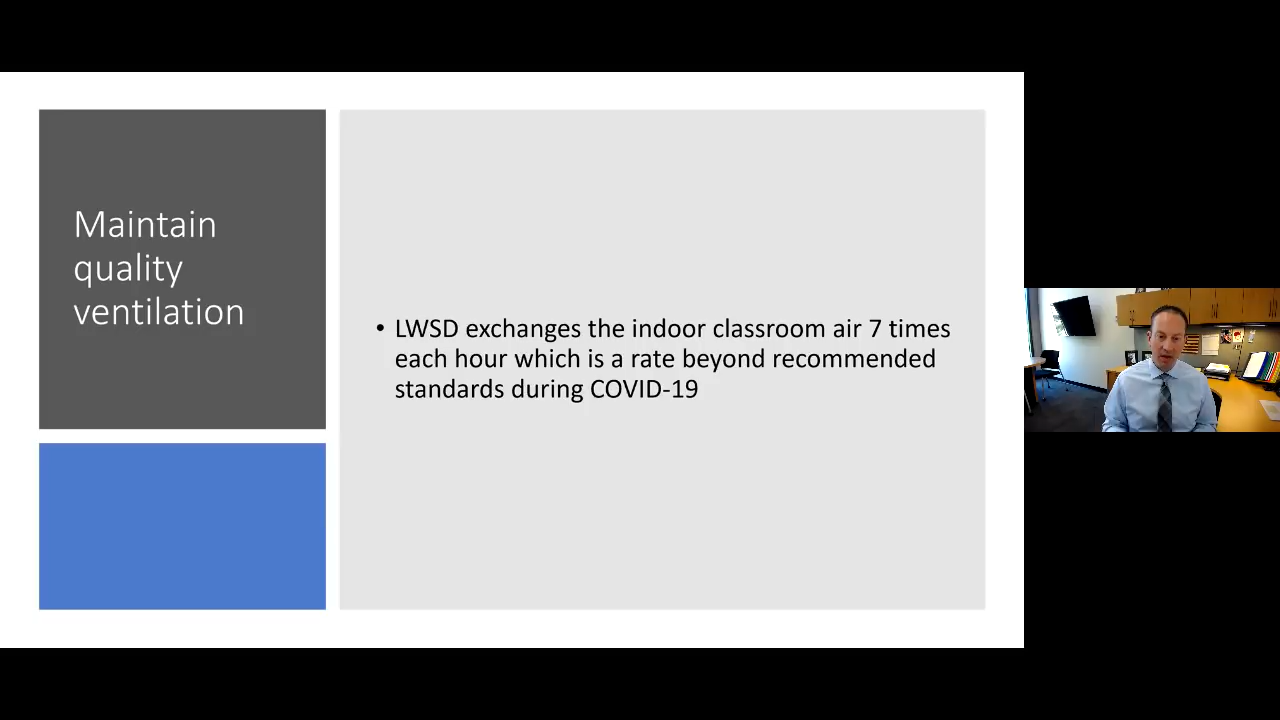 Maintain
quality
ventilation
• LWSD exchanges the indoor classroom air 7 times
each hour which is a rate beyond recommended
standards during COVID-19